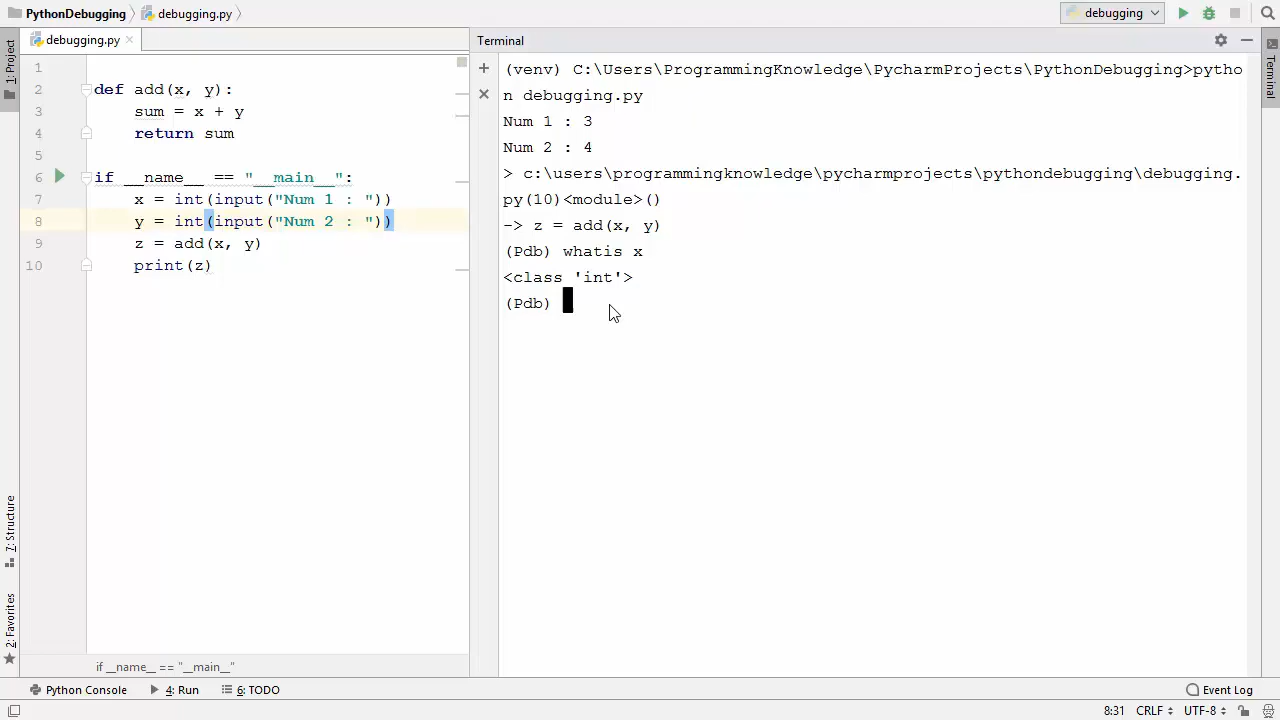 PythonDebugging debugging.py debugging
debugging.py Terminal
1: Project
Terminal
1
2 def add(x, y):
3 sum = x + y
4 return sum
5
6 if __name__ == "__main__":
7 x = int(input("Num 1 : "))
8 y = int(input("Num 2 : "))
9 z = add(x, y)
10 print(z)
(venv) C:\Users\ProgrammingKnowledge\PycharmProjects\PythonDebugging>pytho
n debugging.py
Num 1 : 3
Num 2 : 4
> c:\users\programmingknowledge\pycharmprojects\pythondebugging\debugging.
py(10)<module>()
-> z = add(x, y)
(Pdb) whatis x
<class 'int'>
(Pdb)
7: Structure
2: Favorites
if __name__ == "__main__"
Python Console 4: Run 6: TODO Event Log
8:31 CRLF UTF-8